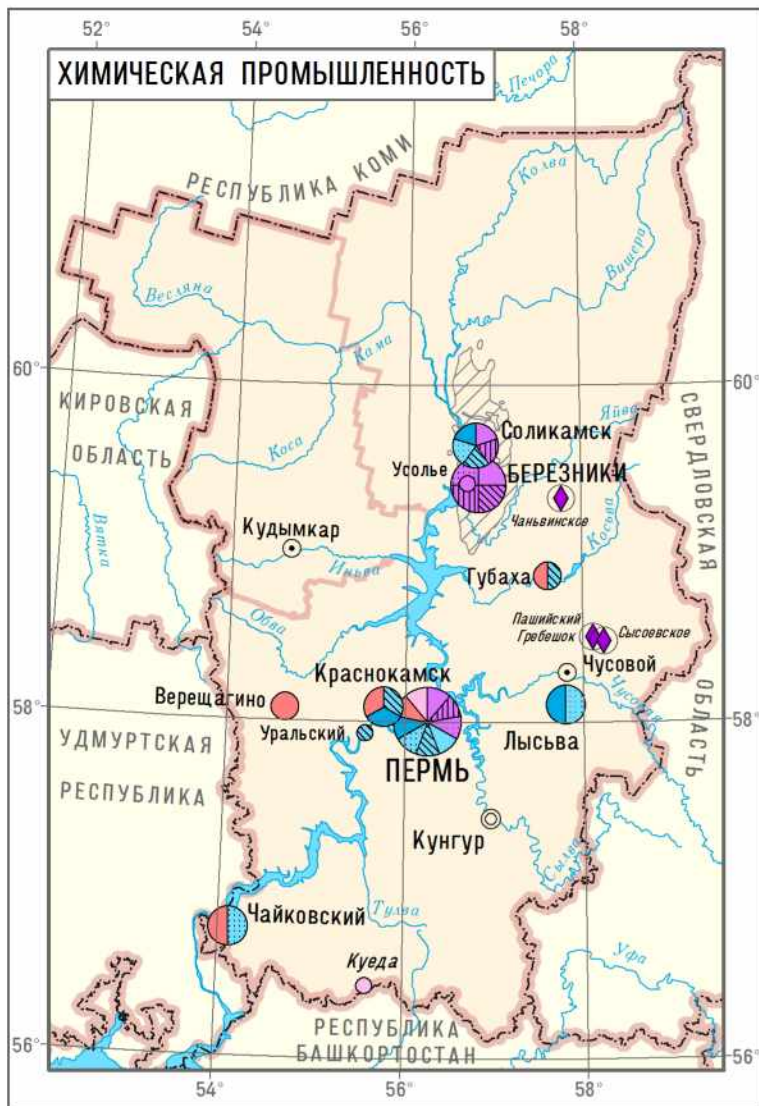 52° 54° 56° 58°
ХИМИЧЕСКАЯ ПРОМЫШЛЕННОСТЬ
Печора
РЕСПУБЛИКА КОМИ
Колва
Вишера
Весляна
Кама
60° 60°
КИРОВСКАЯ
ОБЛАСТЬ
СВЕРДЛОВСКАЯ
ОБЛАСТЬ
Коса
Яйва
Соликамск
Усолье
БЕРЕЗНИКИ
Чаньвинское
Вятка
Косьва
Кудымкар
Иньва
Губаха
Обва
Пашийский
Гребешок
Сысоевское
Чусовой
Чусовая
Краснокамск
Верещагино
58° 58°
Уральский
Лысьва
УДМУРТСКАЯ
РЕСПУБЛИКА
ПЕРМЬ
Кунгур
Сылва
Чайковский
Тулва
Куеда
Уфа
РЕСПУБЛИКА
БАШКОРТОСТАН
56° 56°
54° 56° 58°